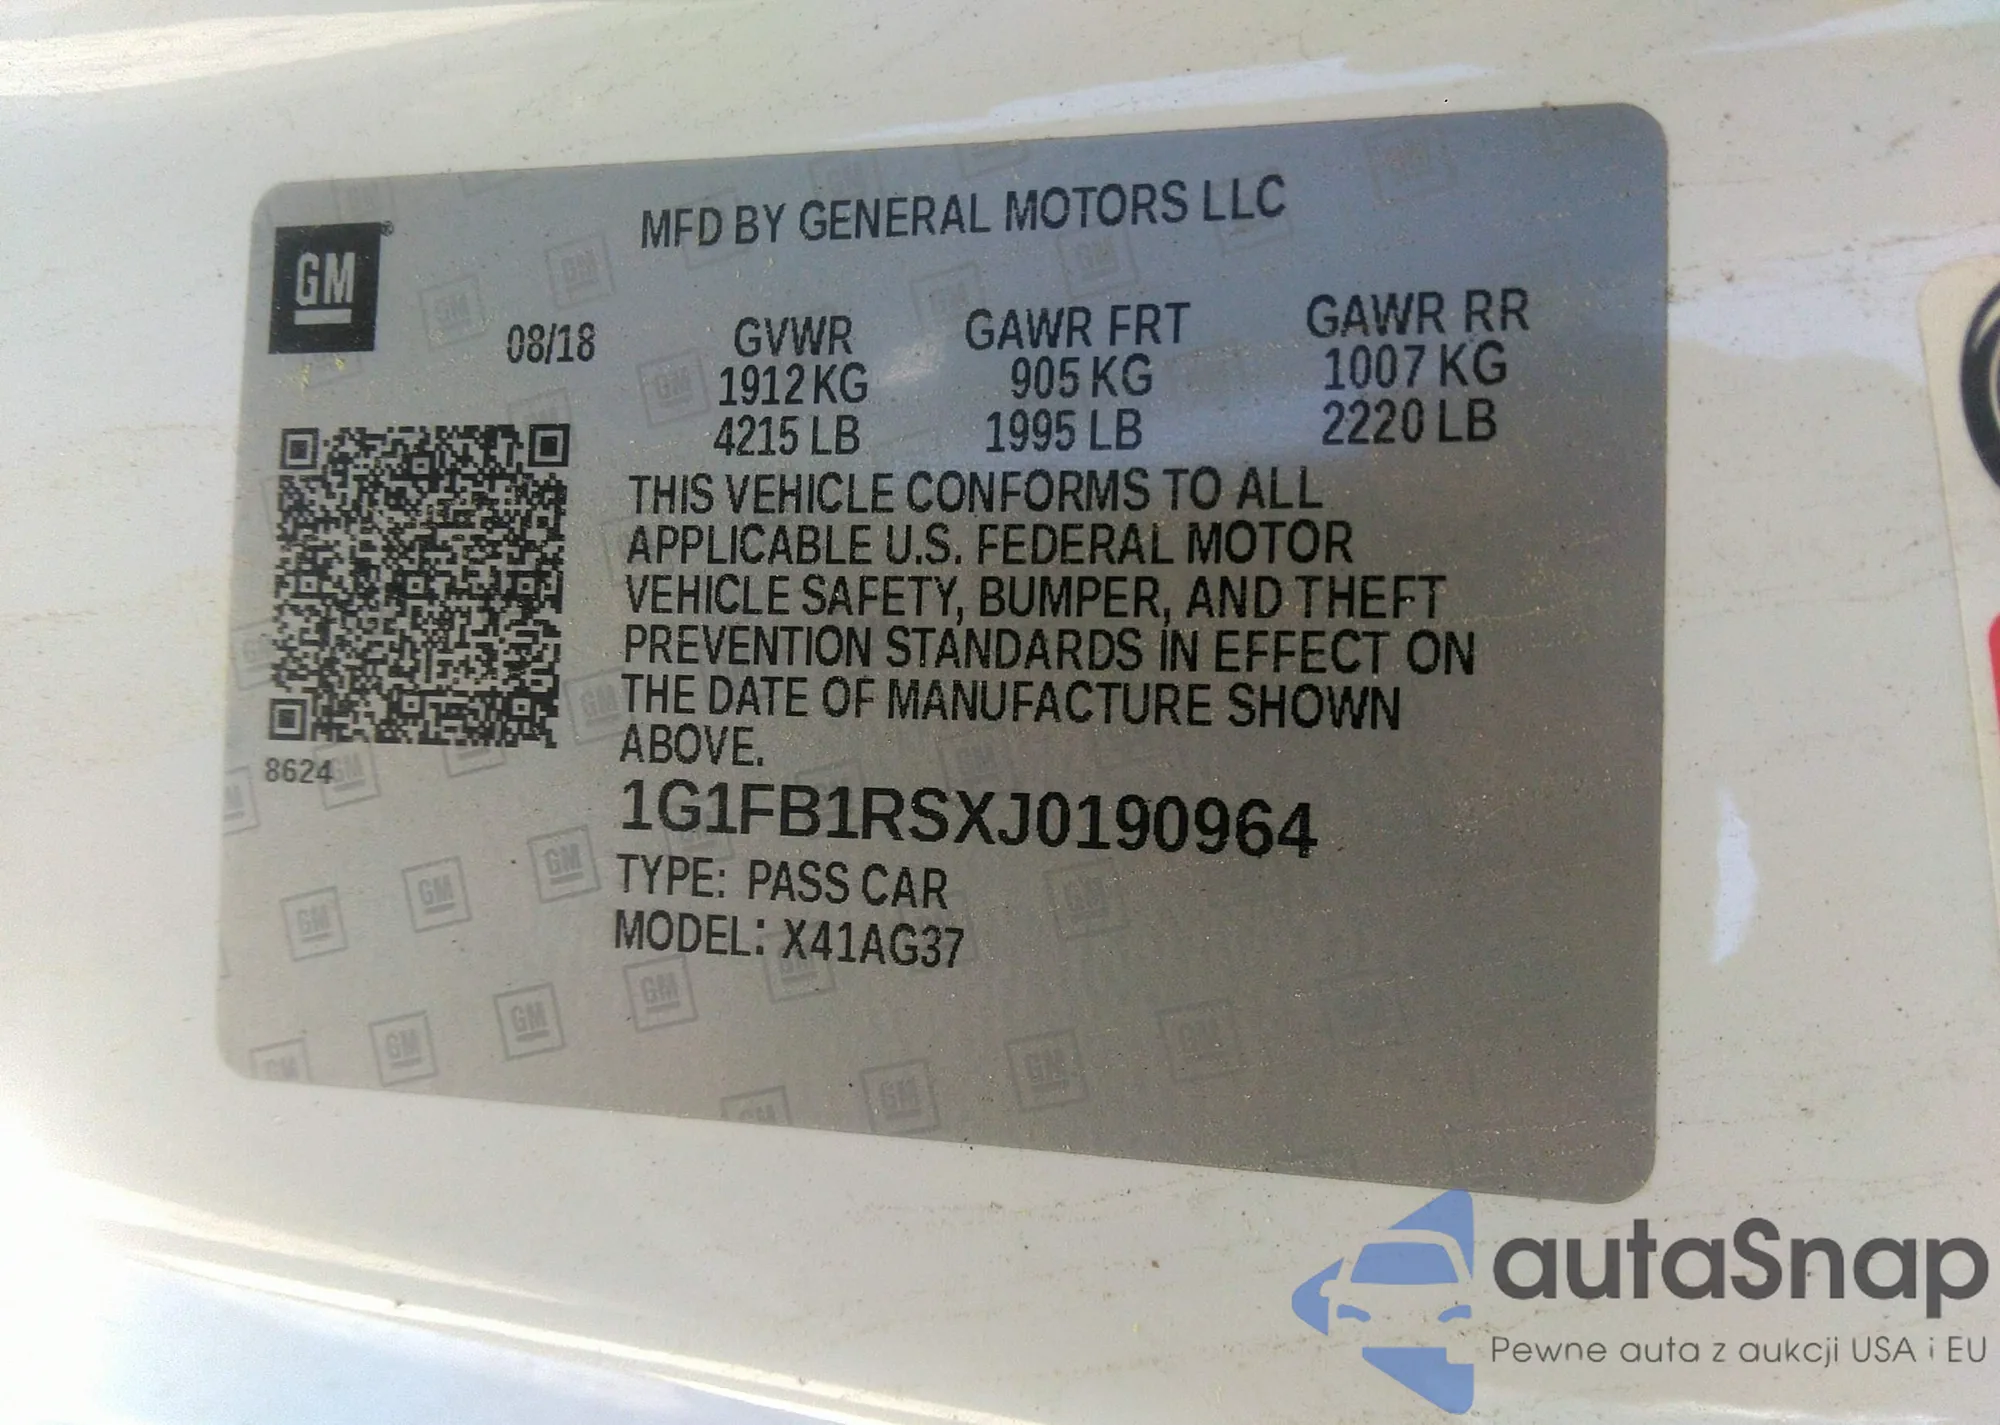 MFD BY GENERAL MOTORS LLC
GM®
08/18
GVWR GAWR FRT GAWR RR
1912 KG 905 KG 1007 KG
4215 LB 1995 LB 2220 LB
THIS VEHICLE CONFORMS TO ALL
APPLICABLE U.S. FEDERAL MOTOR
VEHICLE SAFETY, BUMPER, AND THEFT
PREVENTION STANDARDS IN EFFECT ON
THE DATE OF MANUFACTURE SHOWN
ABOVE.
8624
1G1FB1RSXJ0190964
TYPE: PASS CAR
MODEL: X41AG37
autaSnap
Pewne auta z aukcji USA i EU